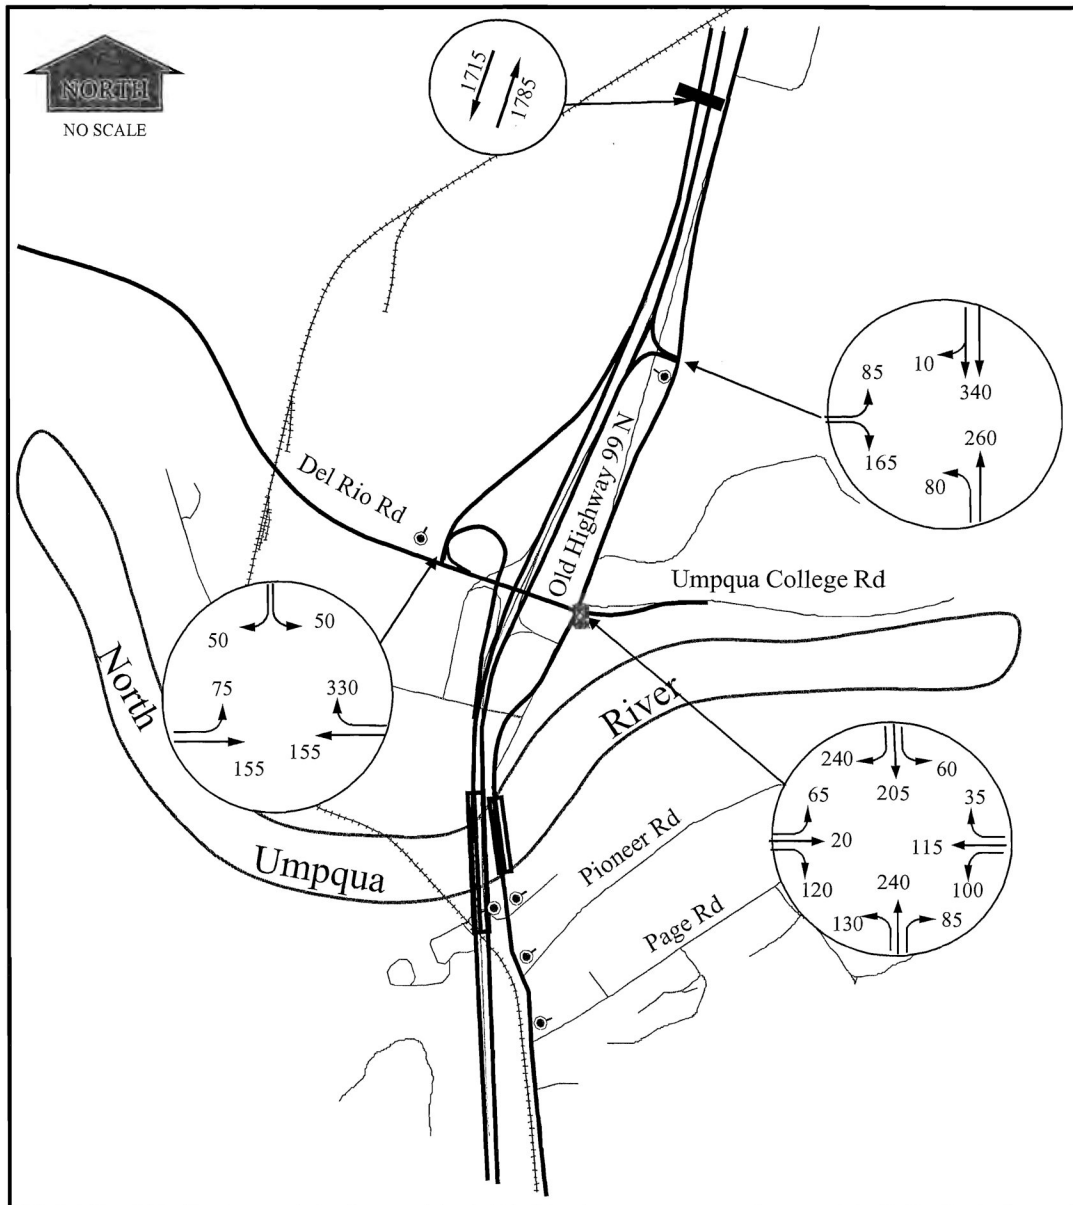 NORTH
NO SCALE
1715
1785
10
85
340
165
260
80
Del Rio Rd
Old Highway 99 N
Umpqua College Rd
50
50
75
330
155
155
North
Umpqua
River
240
60
65
205
35
20
115
120
240
100
130
85
Pioneer Rd
Page Rd